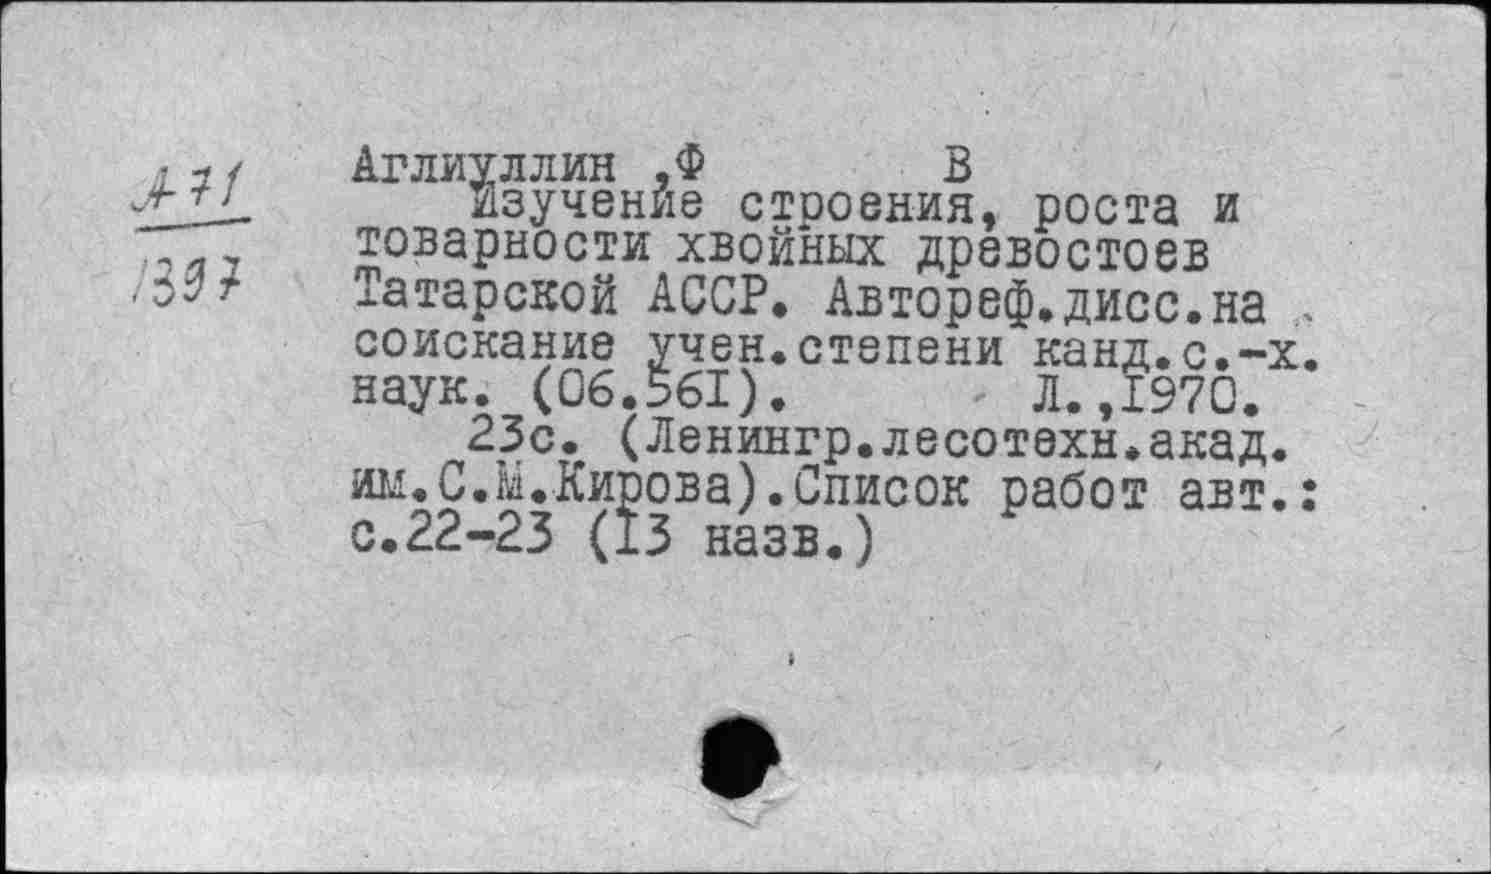 А-71
1397
Аглиуллин ,Ф В
Изучение строения, роста и
товарности хвойных древостоев
Татарской АССР. Автореф.дисс.на
соискание учен.степени канд.с.-х.
наук. (06.561). Л.,1970.
23с. (Ленингр.лесотехн.акад.
им.С.М.Кирова).Список работ авт.:
с.22-23 (13 назв.)